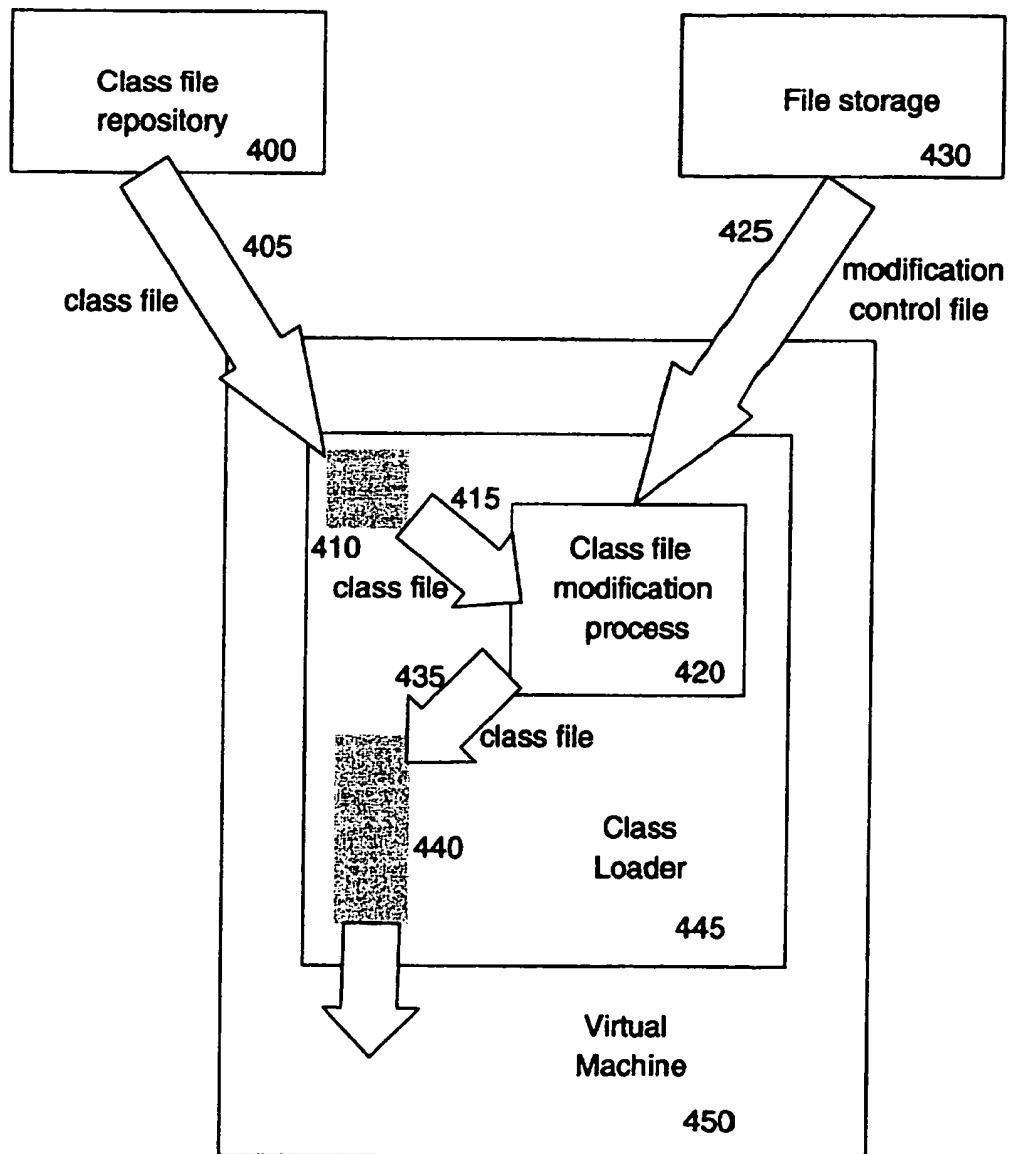 Class file
repository
400
File storage
430
405
class file
425
modification
control file
410
415
class file
Class file
modification
process
420
435
class file
440
Class
Loader
445
Virtual
Machine
450